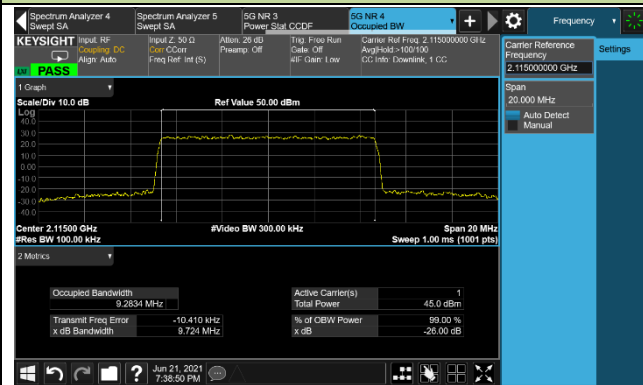 Spectrum Analyzer 4
Swept SA
Spectrum Analyzer 5
Swept SA
5G NR 3
Power Stat CCDF
5G NR 4
Occupied BW
Frequency
KEYSIGHT
Input: RF
Coupling: DC
Align: Auto
Input Z: 50 Ω
Corr CCorr
Freq Ref: Int (S)
Atten: 26 dB
Preamp: Off
Trig: Free Run
Gate: Off
#IF Gain: Low
Carrier Ref Freq: 2.115000000 GHz
Avg|Hold:>100/100
CC Info: Downlink, 1 CC
PASS
Carrier Reference
Frequency
2.115000000 GHz
Span
20.000 MHz
Auto Detect
Manual
Settings
1 Graph
Scale/Div 10.0 dB
Ref Value 50.00 dBm
Log
40.0
30.0
20.0
10.0
0.00
-10.0
-20.0
-30.0
-40.0
Center 2.11500 GHz
#Video BW 300.00 kHz
Span 20 MHz
#Res BW 100.00 kHz
Sweep 1.00 ms (1001 pts)
2 Metrics
Occupied Bandwidth
9.2834 MHz
Active Carrier(s)
1
Total Power
45.0 dBm
Transmit Freq Error
-10.410 kHz
% of OBW Power
99.00 %
x dB Bandwidth
9.724 MHz
x dB
-26.00 dB
?
Jun 21, 2021
7:38:50 PM